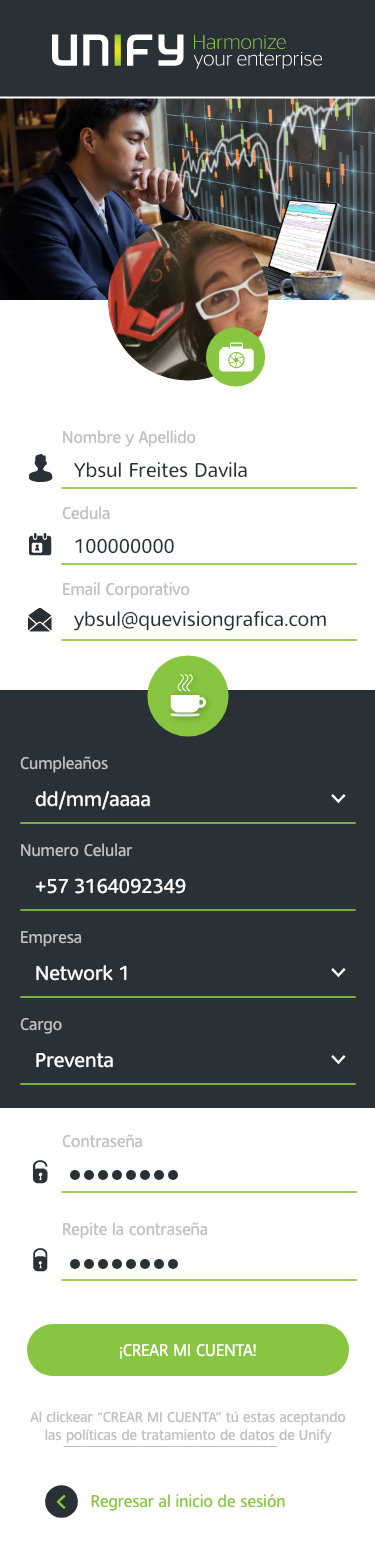 UNIFY Harmonize
your enterprise
Nombre y Apellido
Ybsul Freites Davila
Cedula
100000000
Email Corporativo
ybsul@quevisiongrafica.com
Cumpleaños
dd/mm/aaaa
Numero Celular
+57 3164092349
Empresa
Network 1
Cargo
Preventa
Contraseña
Repite la contraseña
¡CREAR MI CUENTA!
Al clickear “CREAR MI CUENTA” tú estas aceptando
las políticas de tratamiento de datos de Unify
Regresar al inicio de sesión